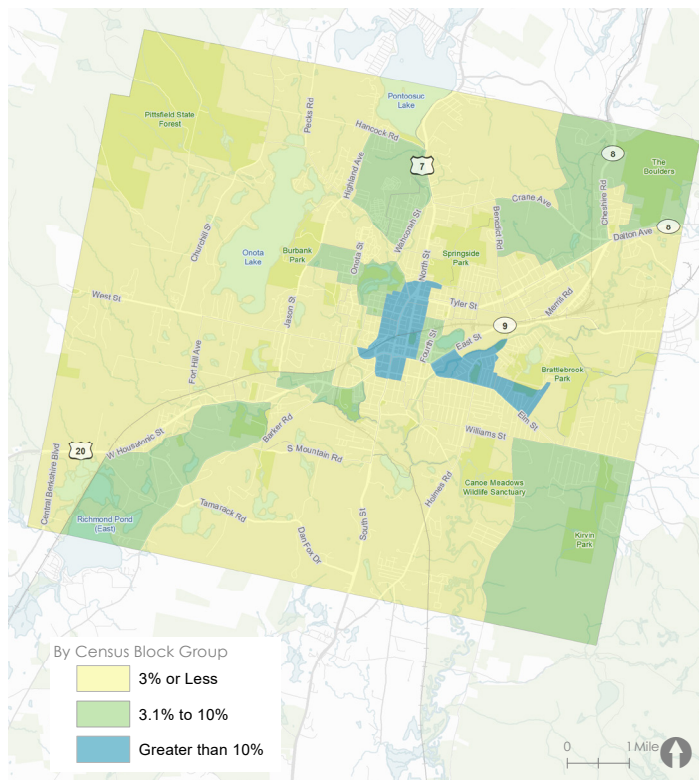 Pontoosuc
Lake
Pittsfield State
Forest
Pecks Rd
Hancock Rd
7
8
The
Boulders
Highland Ave
Cheshire Rd
Crane Ave
Benedict Rd
Wahconah St
8
Dalton Ave
Churchill St
Onota
Lake
Burbank
Park
Onota St
North St
Springside
Park
West St
Jason St
Tyler St
Merrill Rd
9
Fourth St
East St
Fort Hill Ave
Brattlebrook
Park
Elm St
Barker Rd
Williams St
W Housatonic St
20
S Mountain Rd
Central Berkshire Blvd
Holmes Rd
Canoe Meadows
Wildlife Sanctuary
Tamarack Rd
South St
Richmond Pond
(East)
Dan Fox Dr
Kirvin
Park
By Census Block Group
3% or Less
3.1% to 10%
Greater than 10%
0 1 Mile